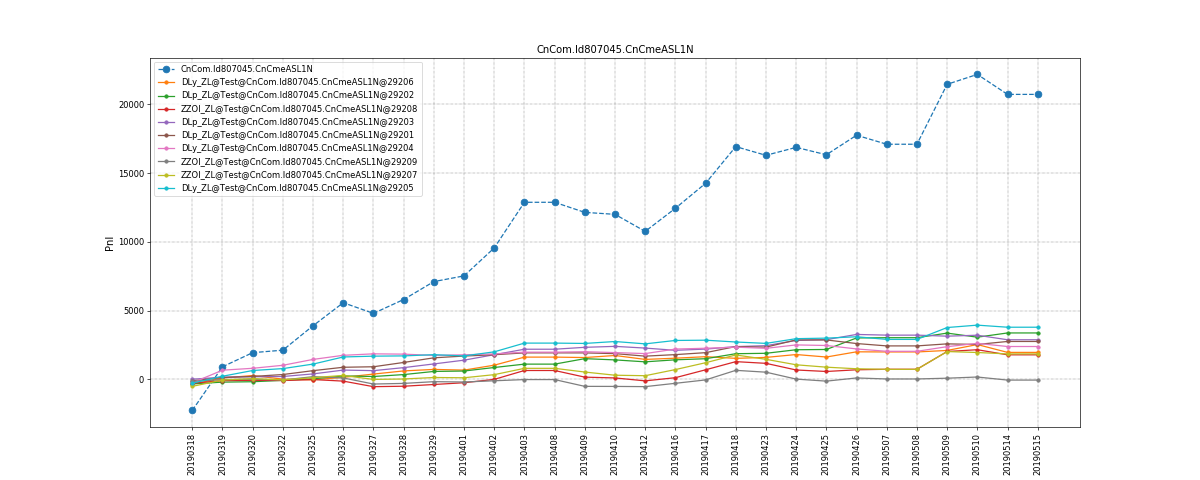 CnCom.Id807045.CnCmeASL1N
CnCom.Id807045.CnCmeASL1N
DLy_ZL@Test@CnCom.Id807045.CnCmeASL1N@29206
DLp_ZL@Test@CnCom.Id807045.CnCmeASL1N@29202
ZZOI_ZL@Test@CnCom.Id807045.CnCmeASL1N@29208
DLp_ZL@Test@CnCom.Id807045.CnCmeASL1N@29203
DLp_ZL@Test@CnCom.Id807045.CnCmeASL1N@29201
DLy_ZL@Test@CnCom.Id807045.CnCmeASL1N@29204
ZZOI_ZL@Test@CnCom.Id807045.CnCmeASL1N@29209
ZZOI_ZL@Test@CnCom.Id807045.CnCmeASL1N@29207
DLy_ZL@Test@CnCom.Id807045.CnCmeASL1N@29205
Pnl
20000
15000
10000
5000
0
20190318
20190319
20190320
20190322
20190325
20190326
20190327
20190328
20190329
20190401
20190402
20190403
20190408
20190409
20190410
20190412
20190416
20190417
20190418
20190423
20190424
20190425
20190426
20190507
20190508
20190509
20190510
20190514
20190515